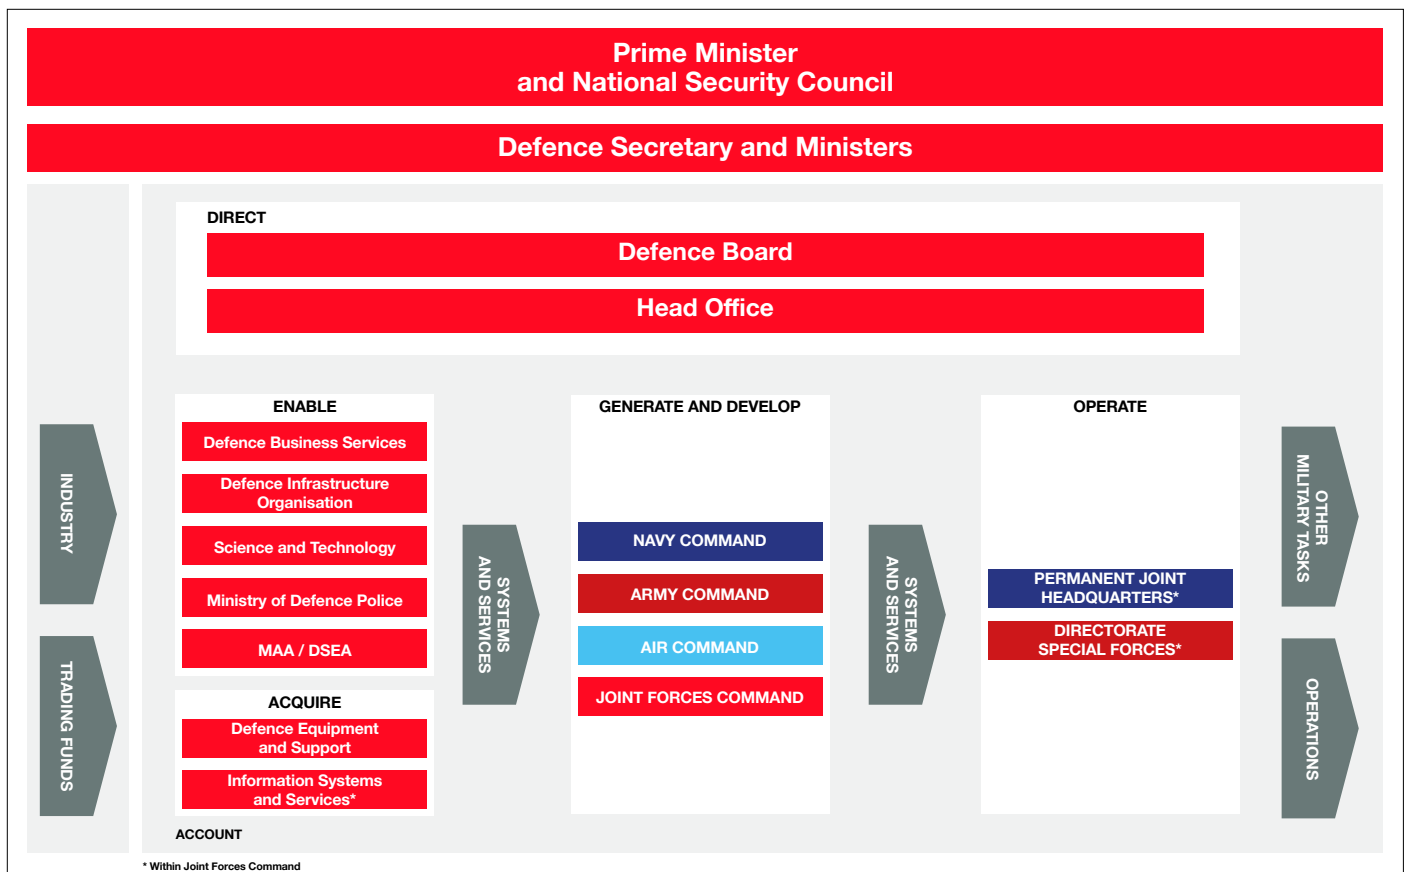 Prime Minister
and National Security Council
Defence Secretary and Ministers
DIRECT
Defence Board
Head Office
INDUSTRY
TRADING FUNDS
ENABLE
Defence Business Services
Defence Infrastructure
Organisation
Science and Technology
Ministry of Defence Police
MAA / DSEA
ACQUIRE
Defence Equipment
and Support
Information Systems
and Services*
ACCOUNT
SYSTEMS
AND SERVICES
GENERATE AND DEVELOP
NAVY COMMAND
ARMY COMMAND
AIR COMMAND
JOINT FORCES COMMAND
SYSTEMS
AND SERVICES
OPERATE
PERMANENT JOINT
HEADQUARTERS*
DIRECTORATE
SPECIAL FORCES*
OTHER
MILITARY TASKS
OPERATIONS
* Within Joint Forces Command